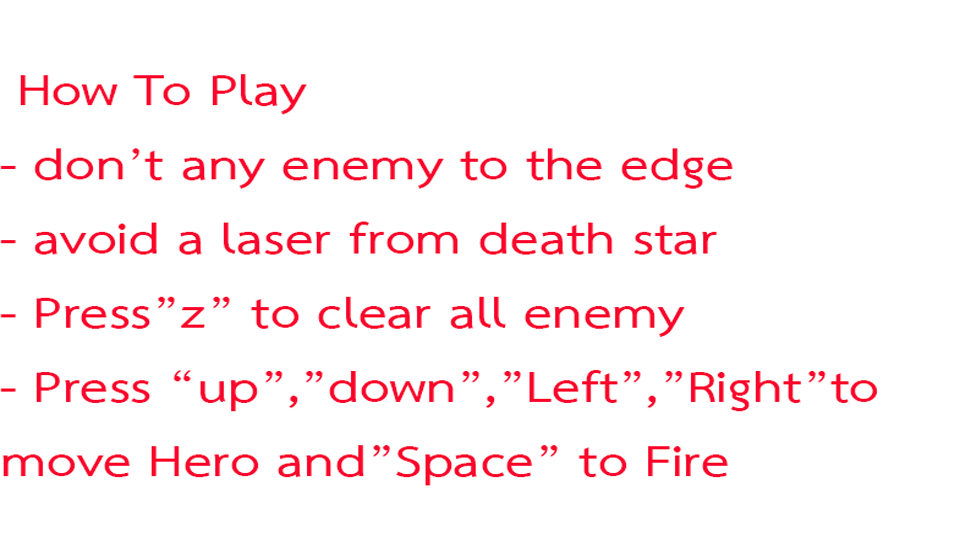 How To Play
- don’t any enemy to the edge
- avoid a laser from death star
- Press”z” to clear all enemy
- Press “up”,”down”,”Left”,”Right”to
move Hero and”Space” to Fire